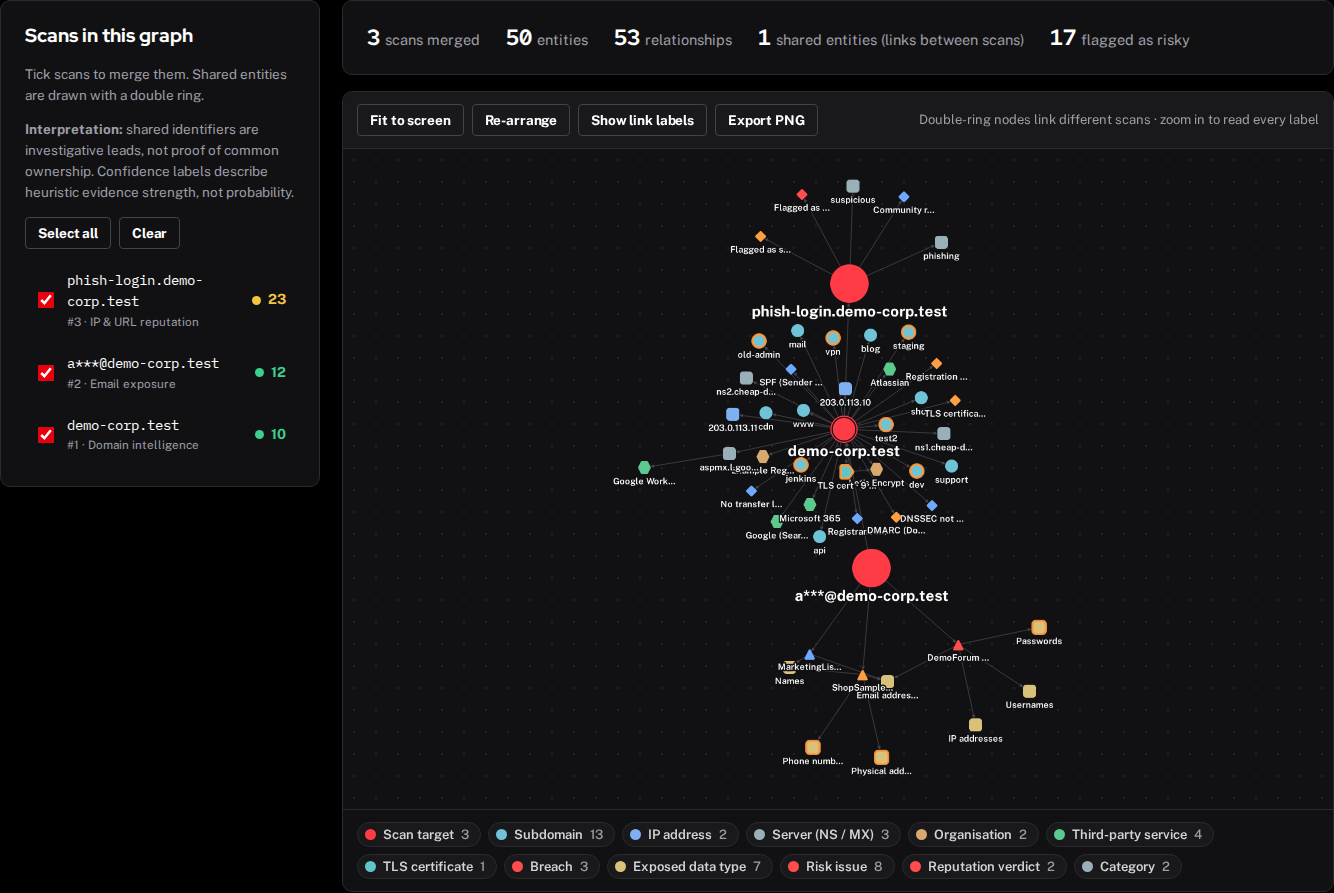 Scans in this graph
Tick scans to merge them. Shared entities
are drawn with a double ring.
Interpretation: shared identifiers are
investigative leads, not proof of common
ownership. Confidence labels describe
heuristic evidence strength, not probability.
Select all Clear
phish-login.demo-
corp.test
23
#3 · IP & URL reputation
a***@demo-corp.test
12
#2 · Email exposure
demo-corp.test
10
#1 · Domain intelligence
3 scans merged 50 entities 53 relationships 1 shared entities (links between scans) 17 flagged as risky
Fit to screen Re-arrange Show link labels Export PNG Double-ring nodes link different scans · zoom in to read every label
suspicious
Flagged as ...
Community r...
Flagged as s...
phishing
phish-login.demo-corp.test
mail
vpn
blog
staging
old-admin
SPF (Sender ...
Atlassian
Registration ...
ns2.cheap-d...
203.0.113.10
TLS certifica...
203.0.113.11
cdn
www
test2
ns1.cheap-d...
demo-corp.test
aspmx.l.goo...
Google Work...
jenkins
TLS cert
Encrypt
dev
support
No transfer l...
Microsoft 365
DNSSEC not ...
Google (Sear...
Registrar
DMARC (Do...
api
a***@demo-corp.test
Passwords
DemoForum ...
MarketingLis...
Names
ShopSample...
Email addres...
Usernames
IP addresses
Phone numb...
Physical add...
Scan target 3 Subdomain 13 IP address 2 Server (NS / MX) 3 Organisation 2 Third-party service 4
TLS certificate 1 Breach 3 Exposed data type 7 Risk issue 8 Reputation verdict 2 Category 2